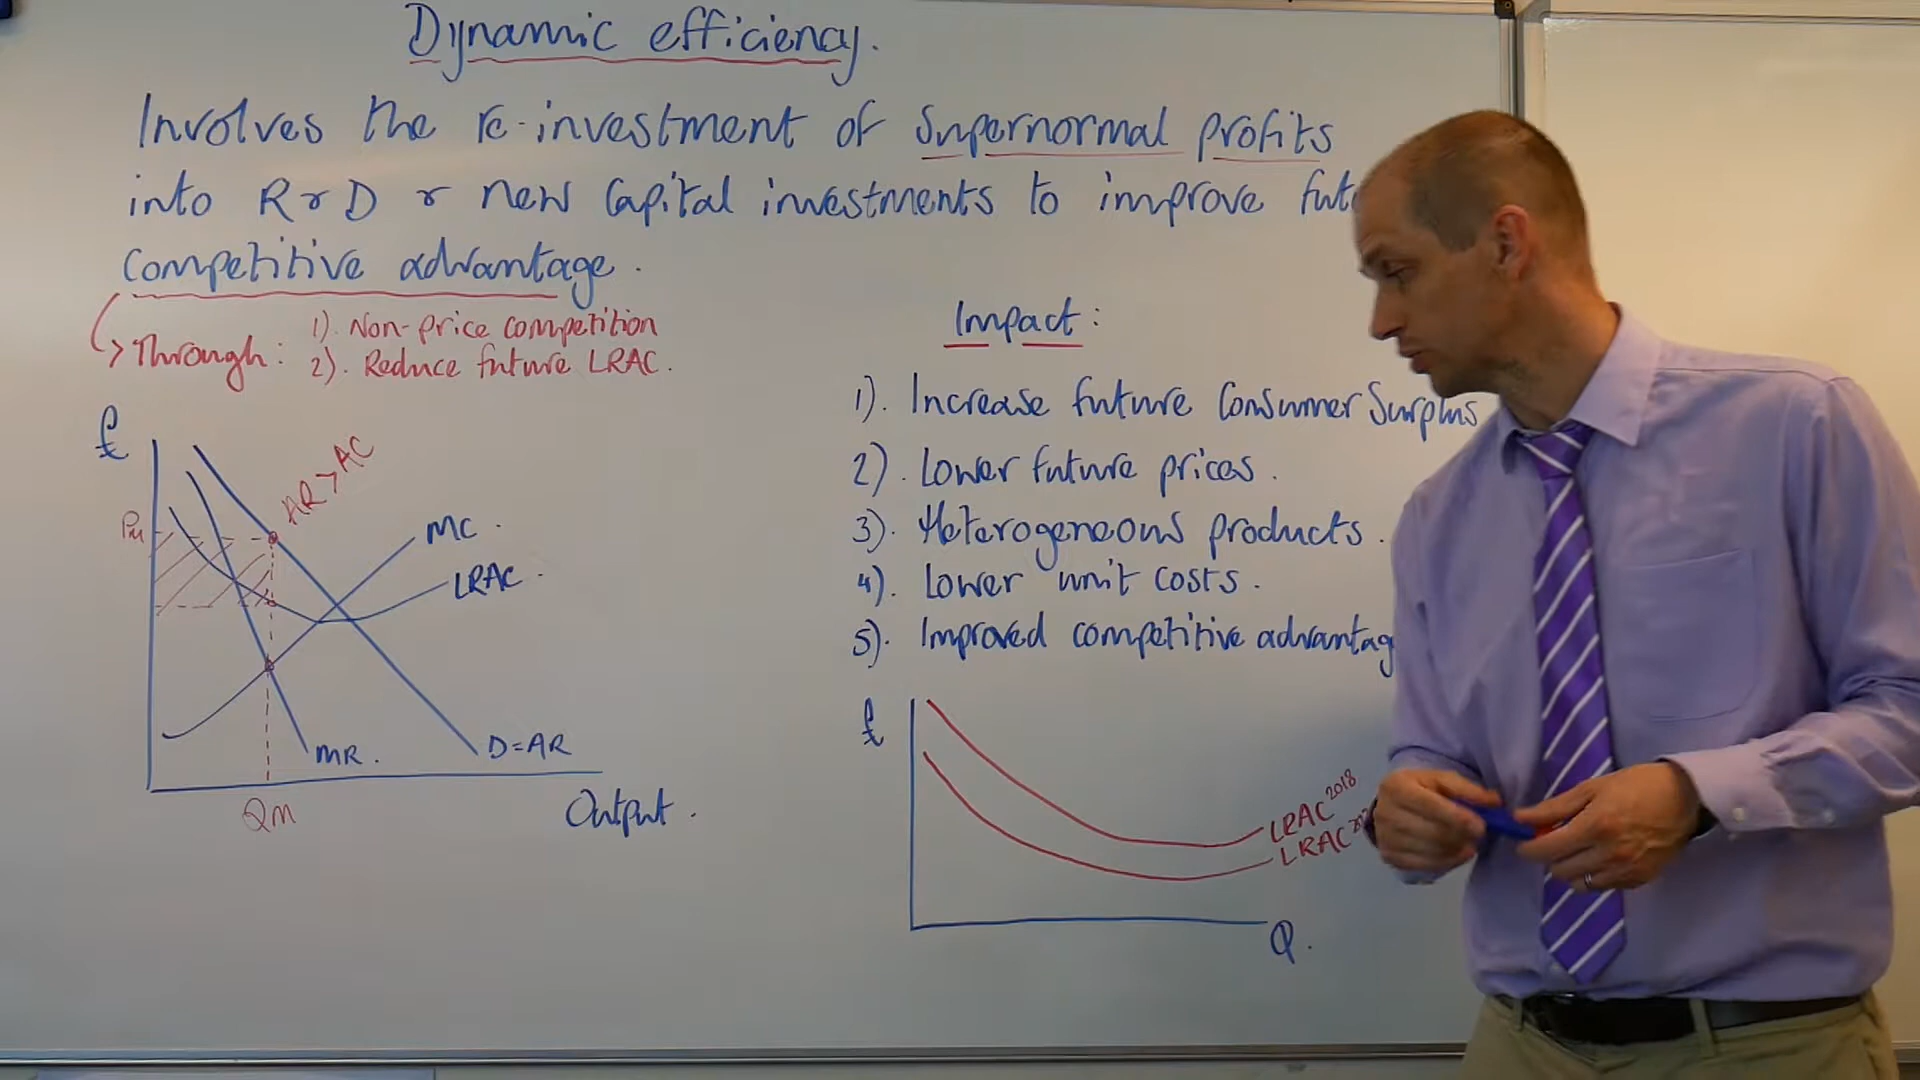 Dynamic efficiency.
Involves the re-investment of Supernormal profits
into R & D & new capital investments to improve
competitive advantage.
Through:
1). Non-price competition
2). Reduce future LRAC.
£
AR > AC
PM
MC.
LRAC.
MR.
D=AR
QM
Output.
Impact:
1). Increase future Consumer Surplus
2). Lower future prices.
3). Heterogeneous products.
4). Lower unit costs.
5). Improved competitive advantag
£
LRAC 2018
LRAC
Q.